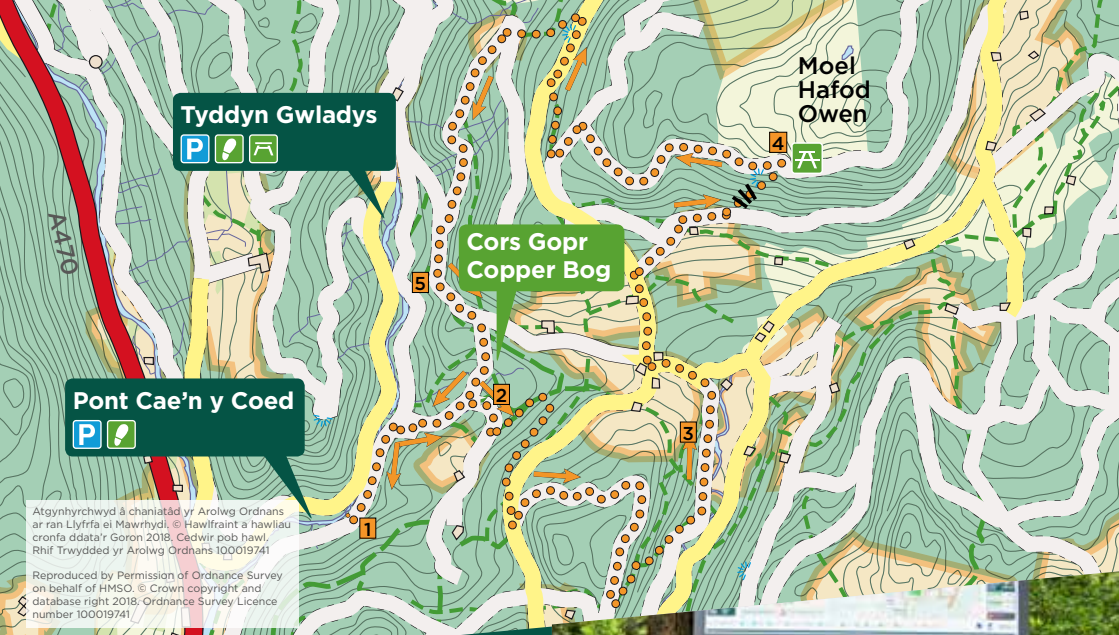 Moel
Hafod
Owen
Tyddyn Gwladys
P
4
A470
Cors Gopr
Copper Bog
5
Pont Cae’n y Coed
P
2
3
1
Atgynhyrchwyd â chaniatâd yr Arolwg Ordnans
ar ran Llyfrfa ei Mawrhydi. © Hawlfraint a hawliau
cronfa ddata'r Goron 2018. Cedwir pob hawl.
Rhif Trwydded yr Arolwg Ordnans 100019741
Reproduced by Permission of Ordnance Survey
on behalf of HMSO. © Crown copyright and
database right 2018. Ordnance Survey Licence
number 100019741